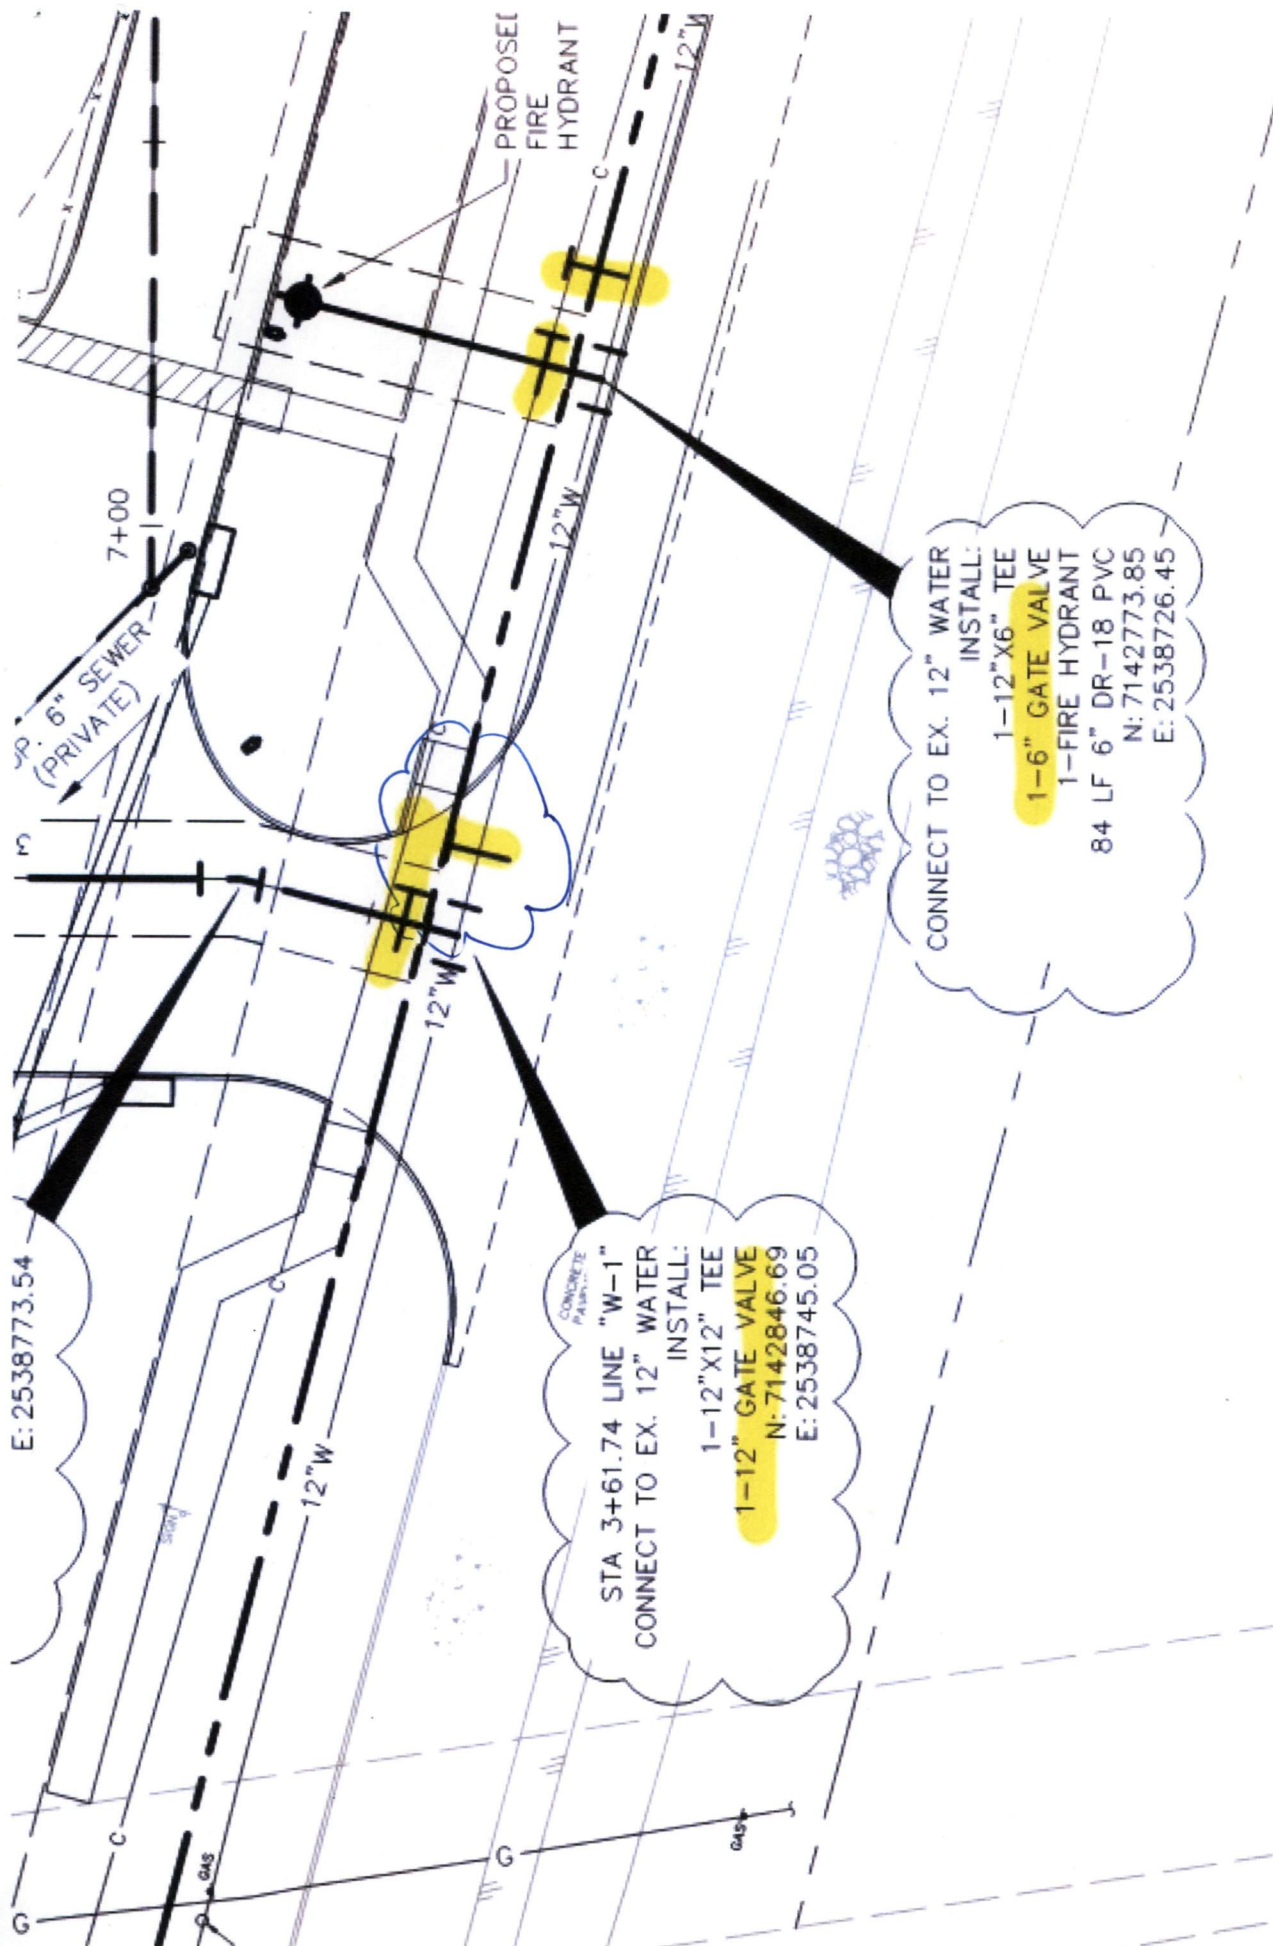 PROPOSED
FIRE
HYDRANT
12"W
C
7+00
6" SEWER
(PRIVATE)
12"W
C
3
12"W
CONNECT TO EX. 12" WATER
INSTALL:
1-12"X6" TEE
1-6" GATE VALVE
1-FIRE HYDRANT
84 LF 6" DR-18 PVC
N: 7142773.85
E: 2538726.45
E: 2538773.54
CONCRETE
STA 3+61.74 LINE "W-1"
CONNECT TO EX. 12" WATER
INSTALL:
1-12"X12" TEE
1-12" GATE VALVE
N: 7142846.69
E: 2538745.05
C
12"W
SIGN
C
GAS
G
G
GAS
X
X